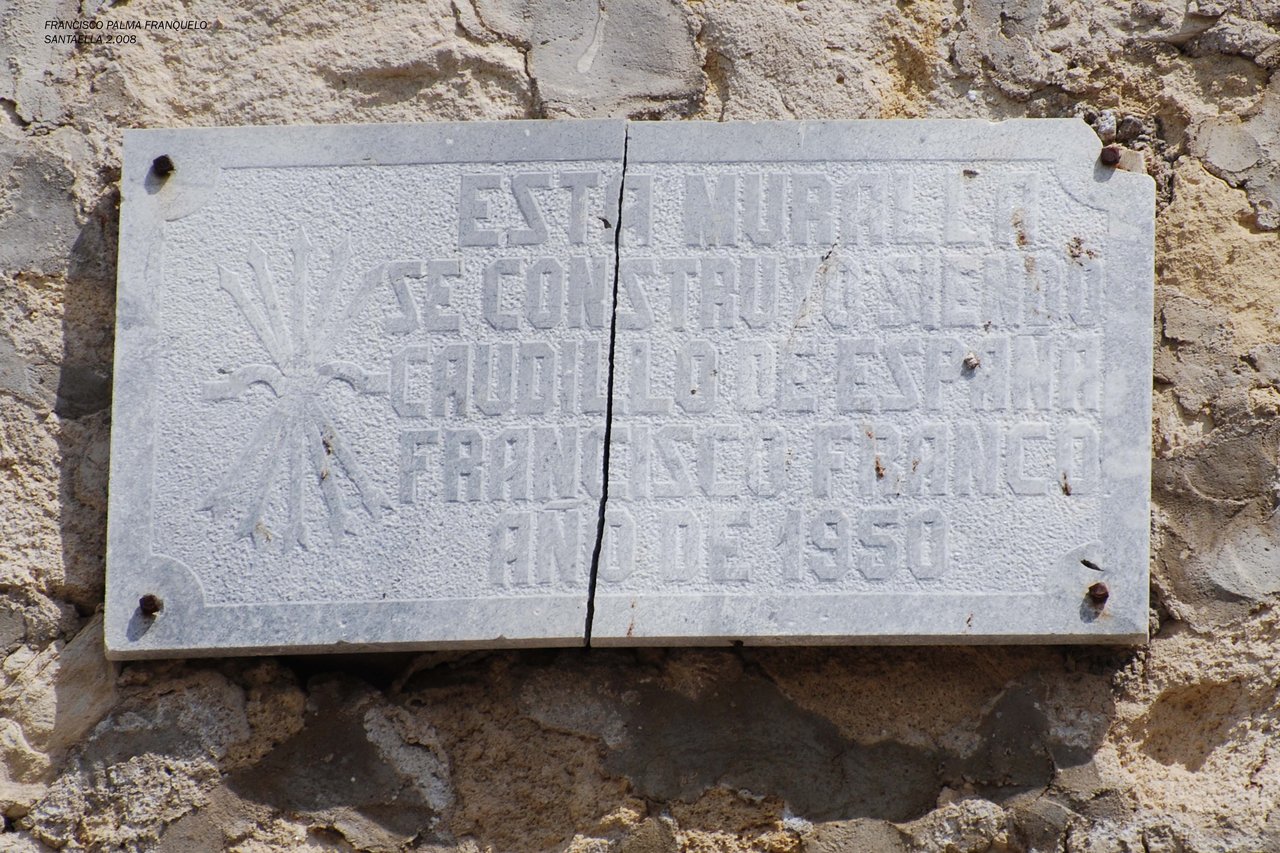 FRANCISCO PALMA FRANQUELO
SANTAELLA 2.008
ESTA MURALLA
SE CONSTRUYO SIENDO
CAUDILLO DE ESPAÑA
FRANCISCO FRANCO
AÑO DE 1950